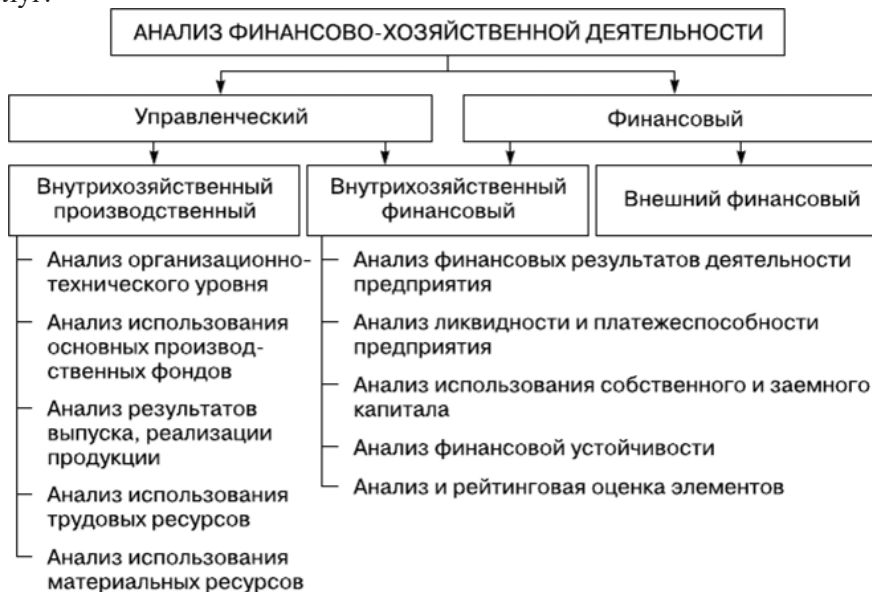 АНАЛИЗ ФИНАНСОВО-ХОЗЯЙСТВЕННОЙ ДЕЯТЕЛЬНОСТИ
Управленческий
Финансовый
Внутрихозяйственный
производственный
Внутрихозяйственный
финансовый
Внешний финансовый
Анализ организационно-
технического уровня
Анализ использования
основных производ-
ственных фондов
Анализ результатов
выпуска, реализации
продукции
Анализ использования
трудовых ресурсов
Анализ использования
материальных ресурсов
Анализ финансовых результатов деятельности
предприятия
Анализ ликвидности и платежеспособности
предприятия
Анализ использования собственного и заемного
капитала
Анализ финансовой устойчивости
Анализ и рейтинговая оценка элементов